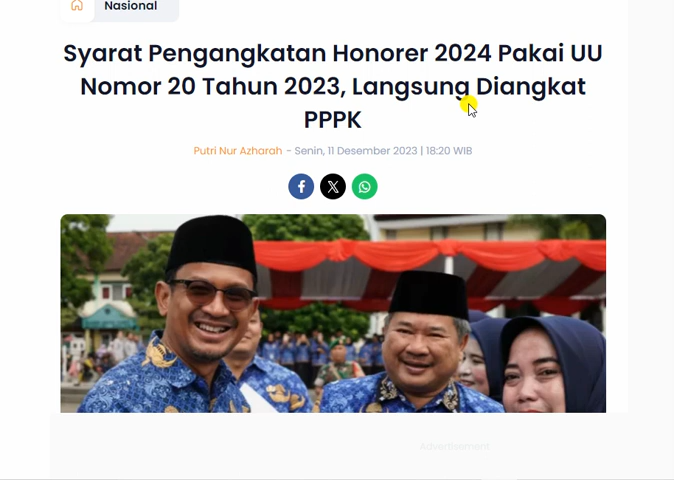 Nasional
Syarat Pengangkatan Honorer 2024 Pakai UU
Nomor 20 Tahun 2023, Langsung Diangkat
PPPK
Putri Nur Azharah - Senin, 11 Desember 2023 | 18:20 WIB
Advertisement